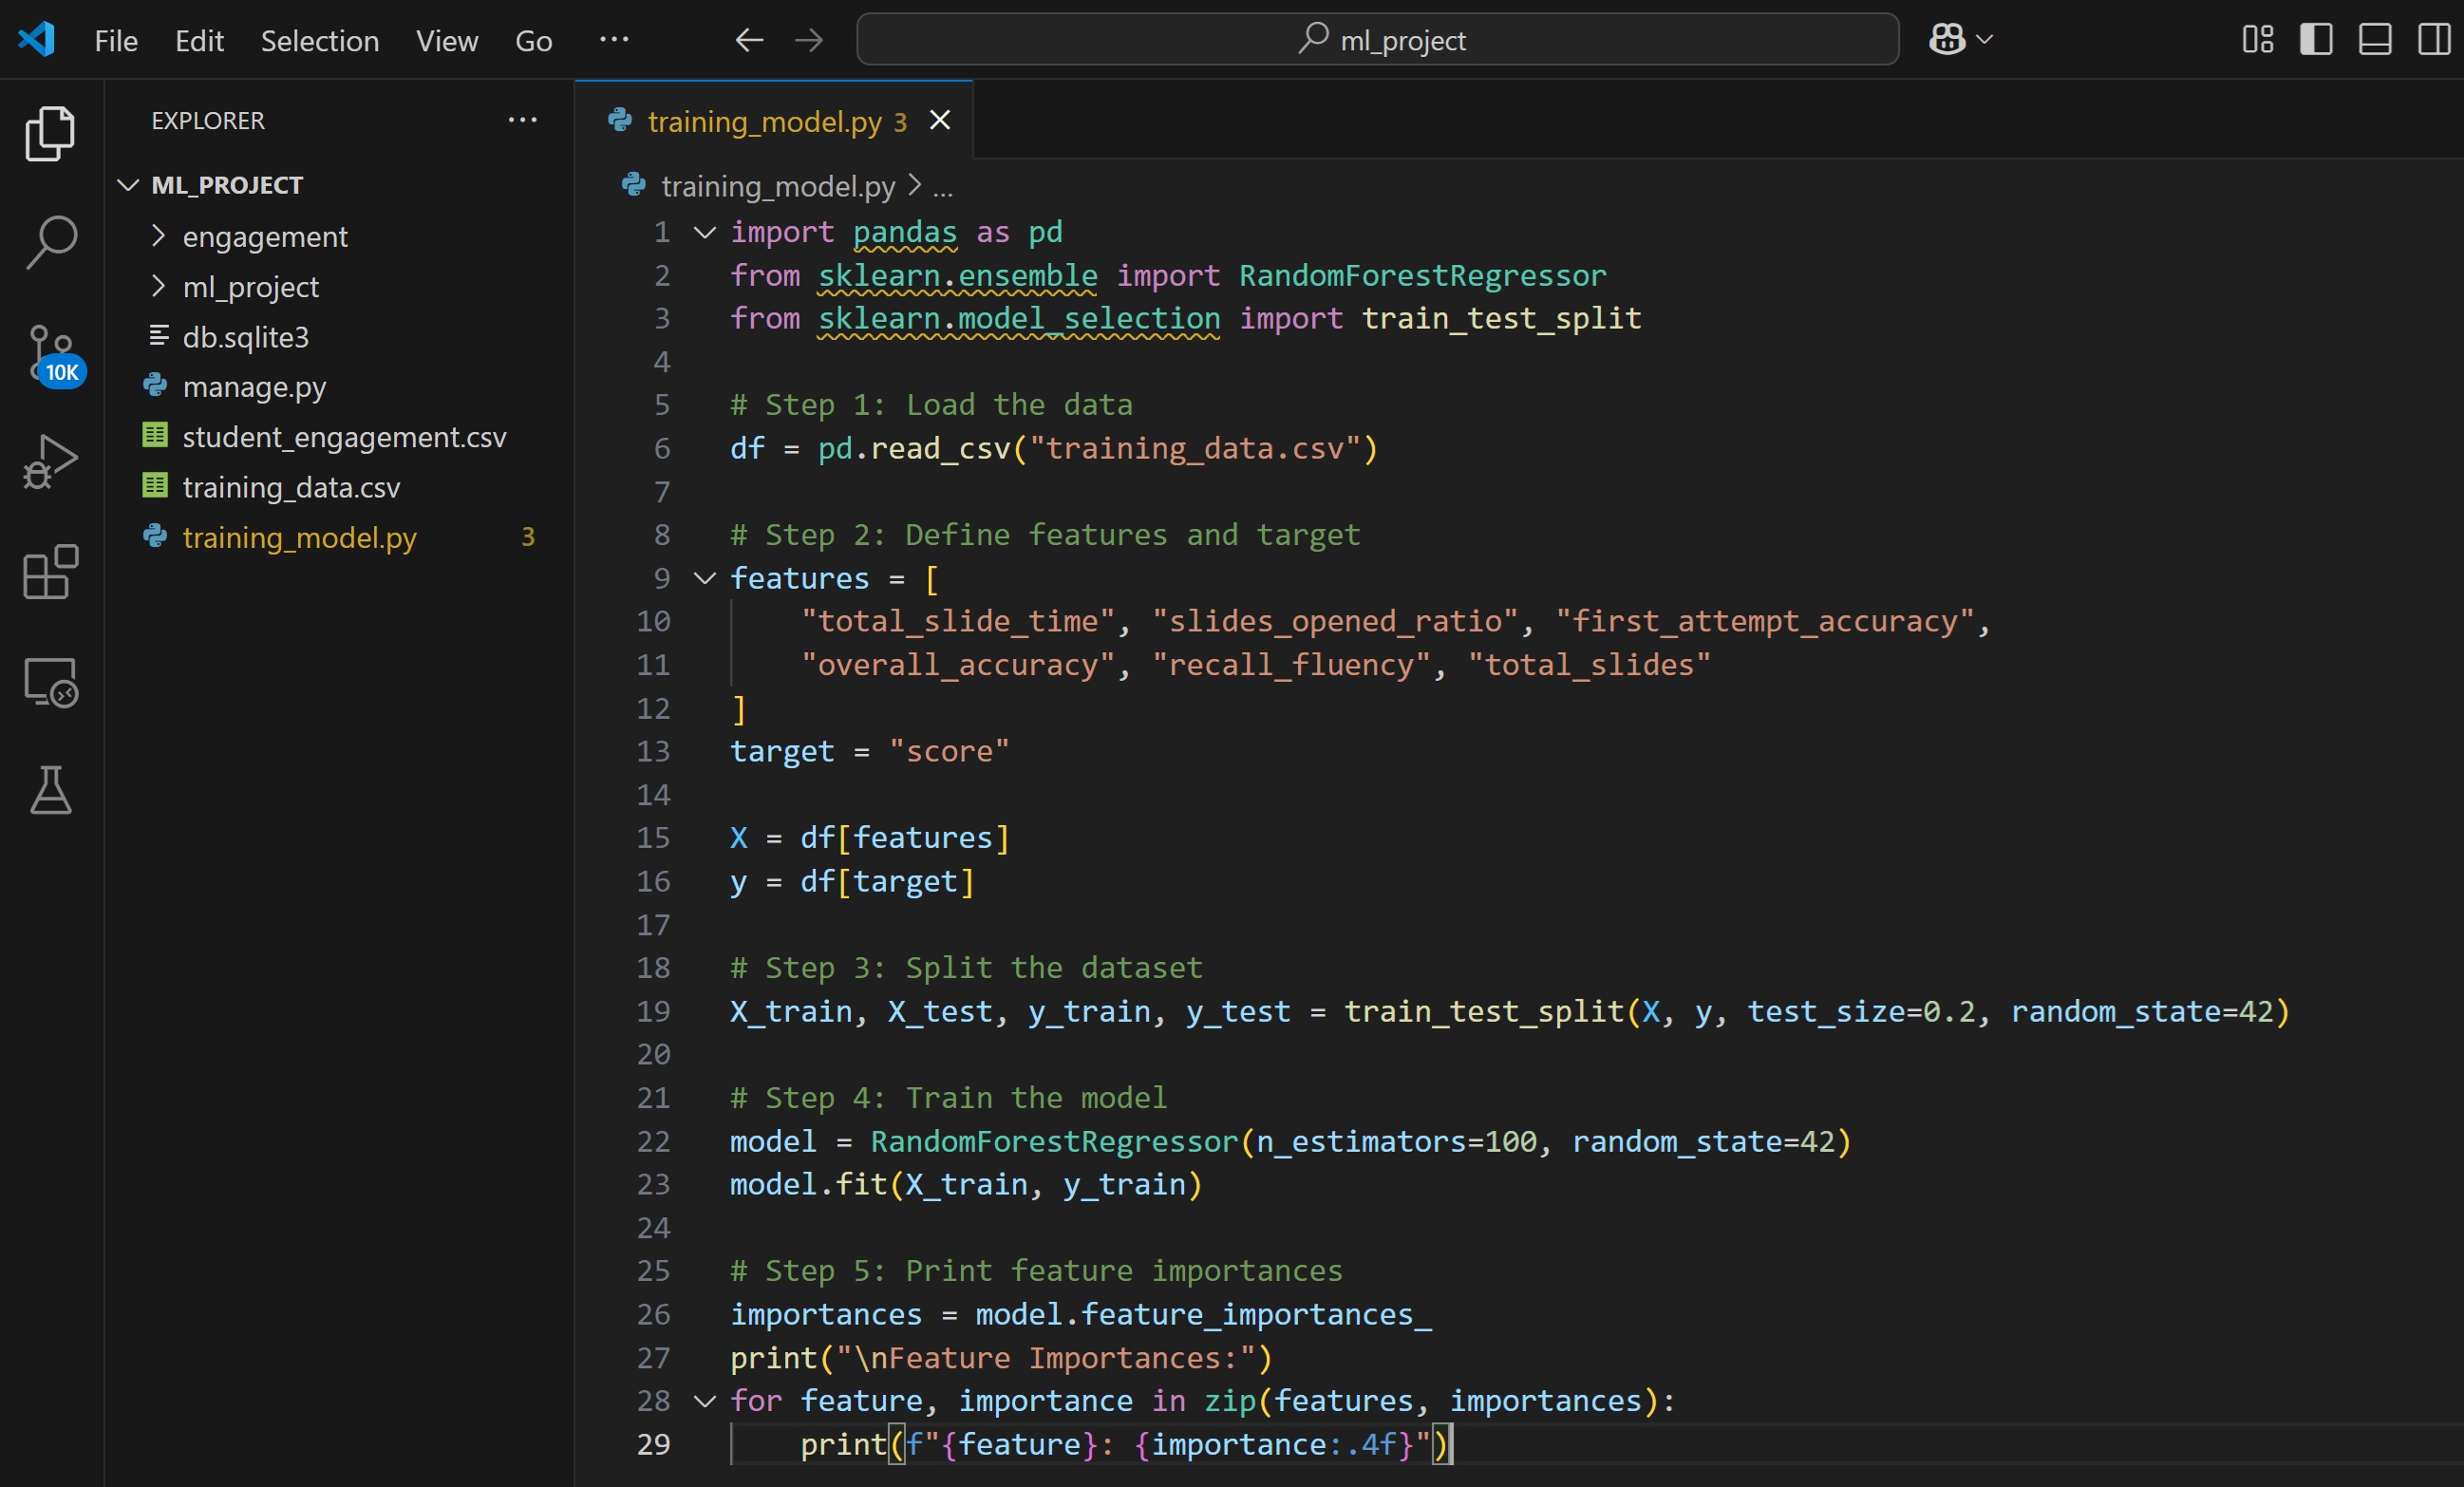 File Edit Selection View Go ... ml_project
EXPLORER ...
ML_PROJECT
engagement
ml_project
db.sqlite3
10K
manage.py
student_engagement.csv
training_data.csv
training_model.py 3
training_model.py 3
training_model.py > ...
1 import pandas as pd
2 from sklearn.ensemble import RandomForestRegressor
3 from sklearn.model_selection import train_test_split
4
5 # Step 1: Load the data
6 df = pd.read_csv("training_data.csv")
7
8 # Step 2: Define features and target
9 features = [
10     "total_slide_time", "slides_opened_ratio", "first_attempt_accuracy",
11     "overall_accuracy", "recall_fluency", "total_slides"
12 ]
13 target = "score"
14
15 X = df[features]
16 y = df[target]
17
18 # Step 3: Split the dataset
19 X_train, X_test, y_train, y_test = train_test_split(X, y, test_size=0.2, random_state=42)
20
21 # Step 4: Train the model
22 model = RandomForestRegressor(n_estimators=100, random_state=42)
23 model.fit(X_train, y_train)
24
25 # Step 5: Print feature importances
26 importances = model.feature_importances_
27 print("\nFeature Importances:")
28 for feature, importance in zip(features, importances):
29     print(f"{feature}: {importance:.4f}")